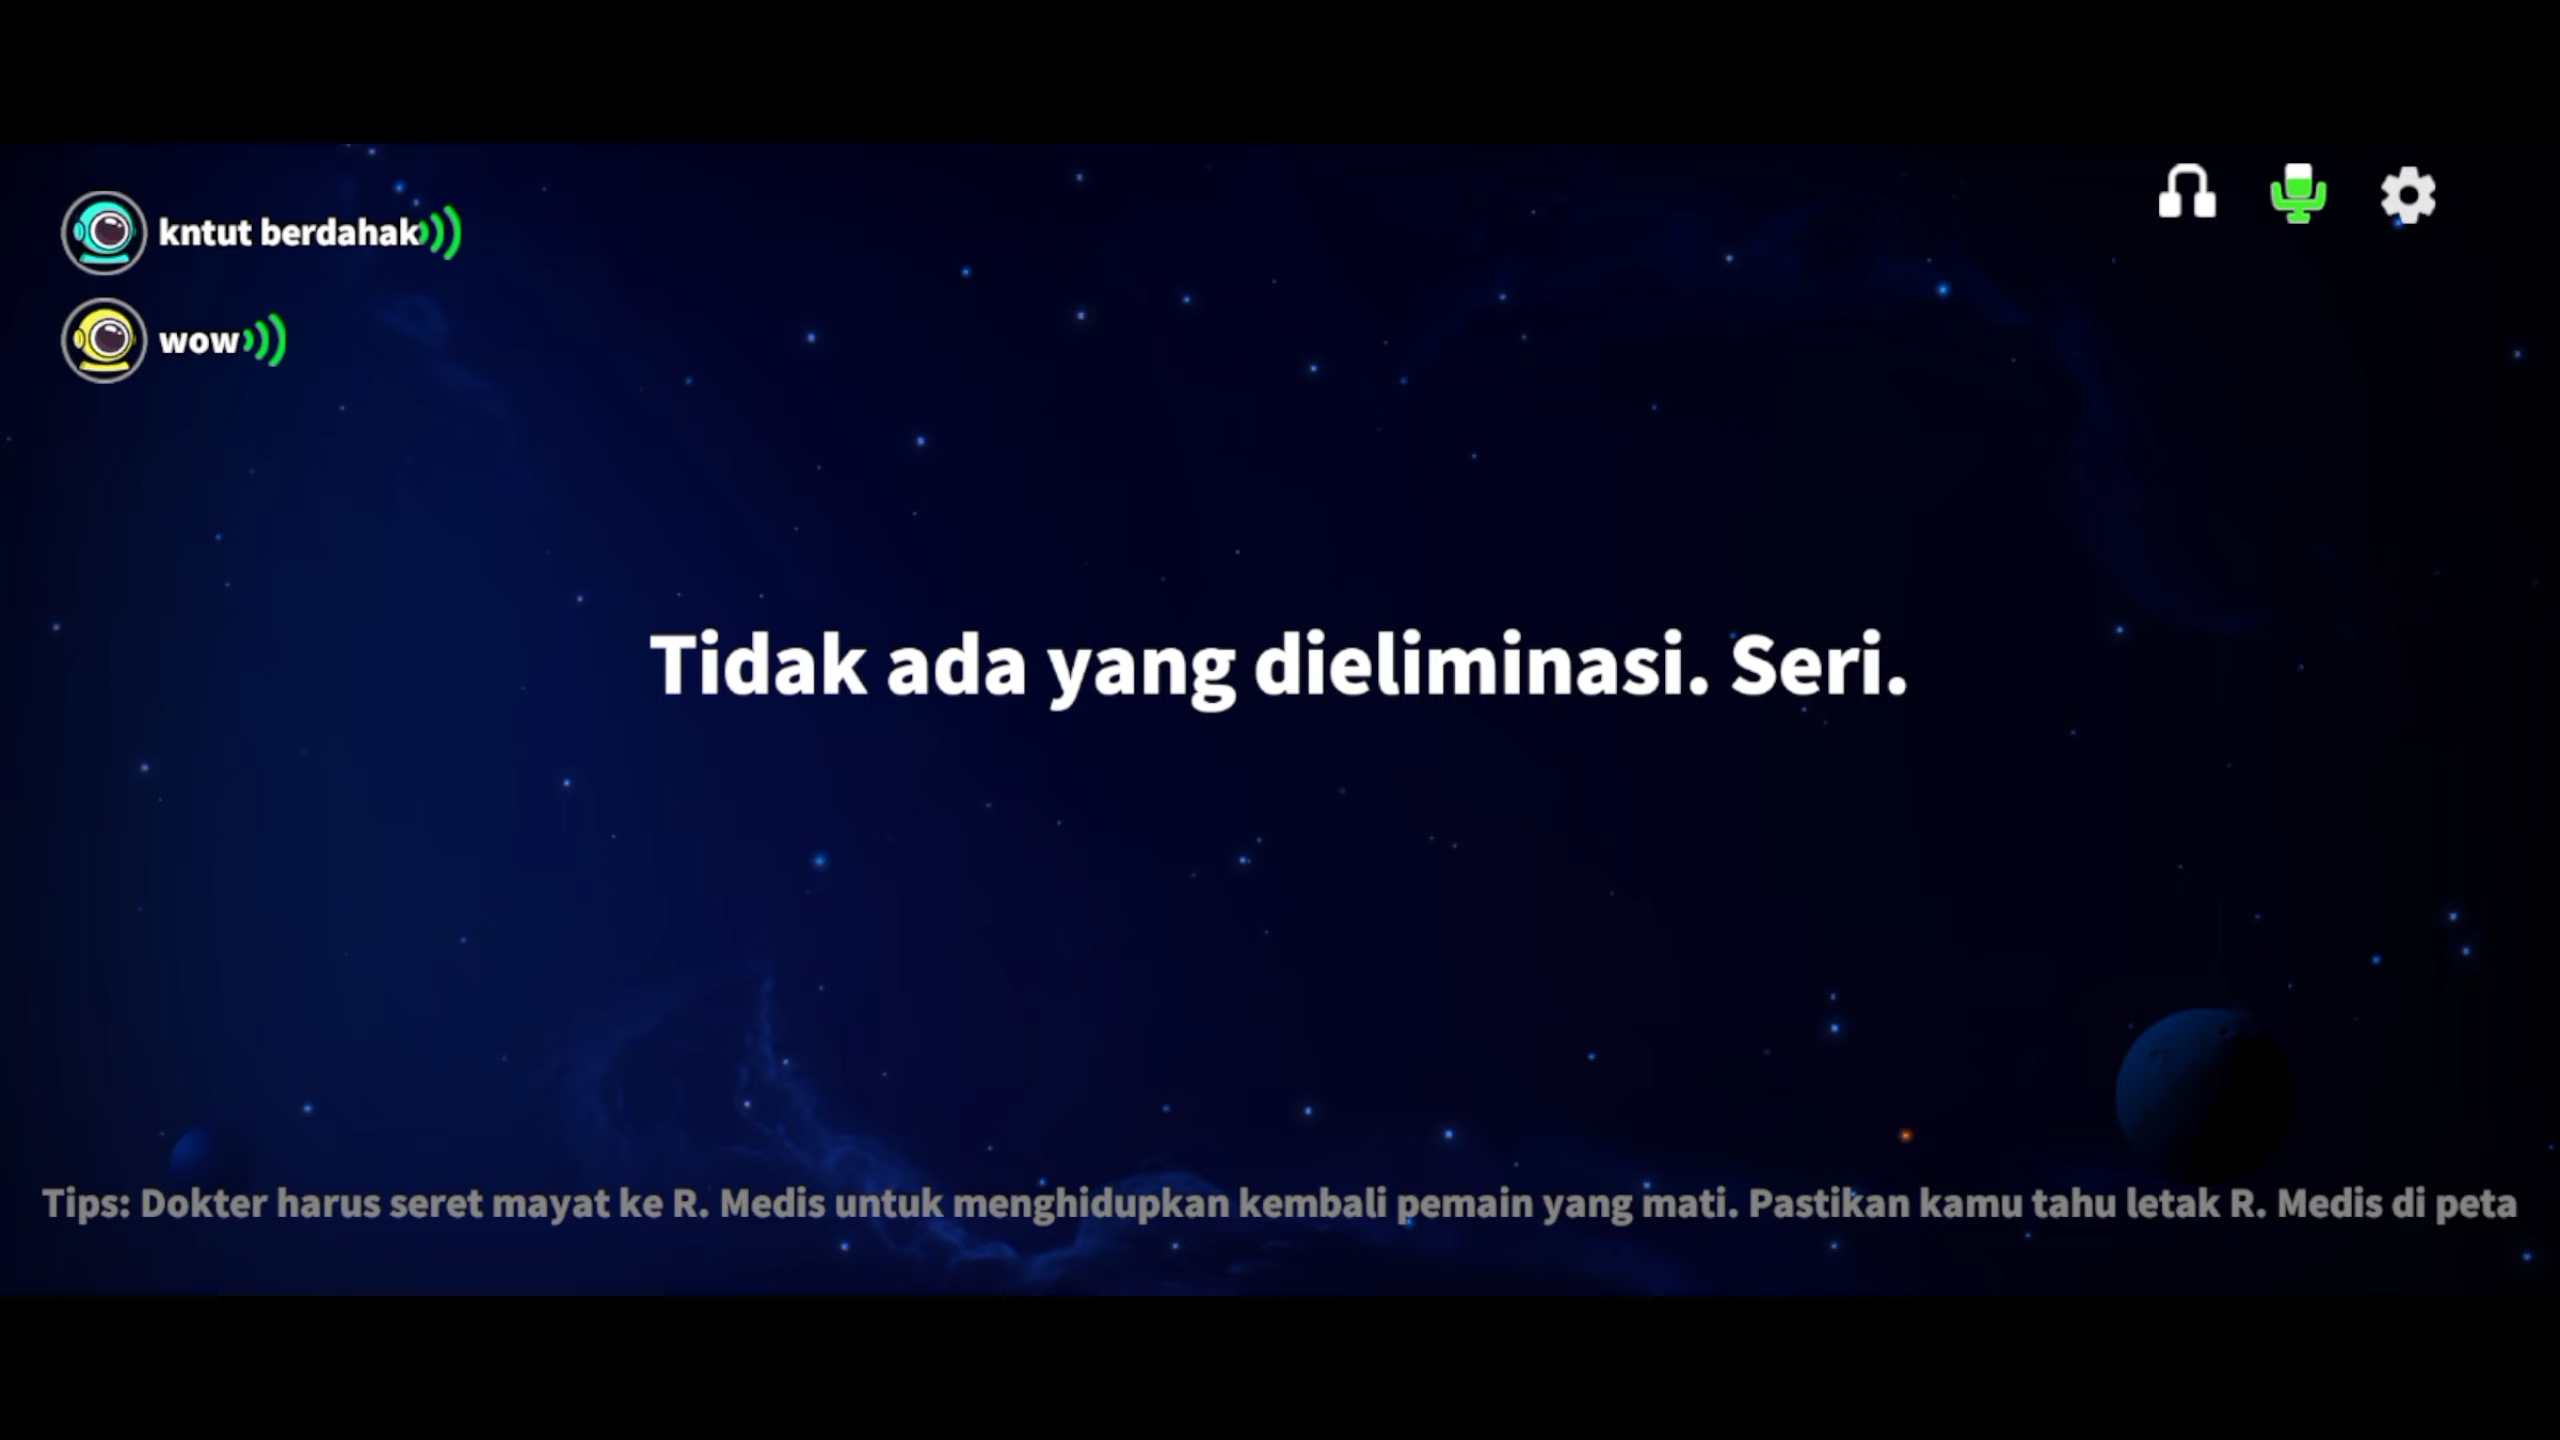 kntut berdahak
wow
Tidak ada yang dieliminasi. Seri.
Tips: Dokter harus seret mayat ke R. Medis untuk menghidupkan kembali pemain yang mati. Pastikan kamu tahu letak R. Medis di peta